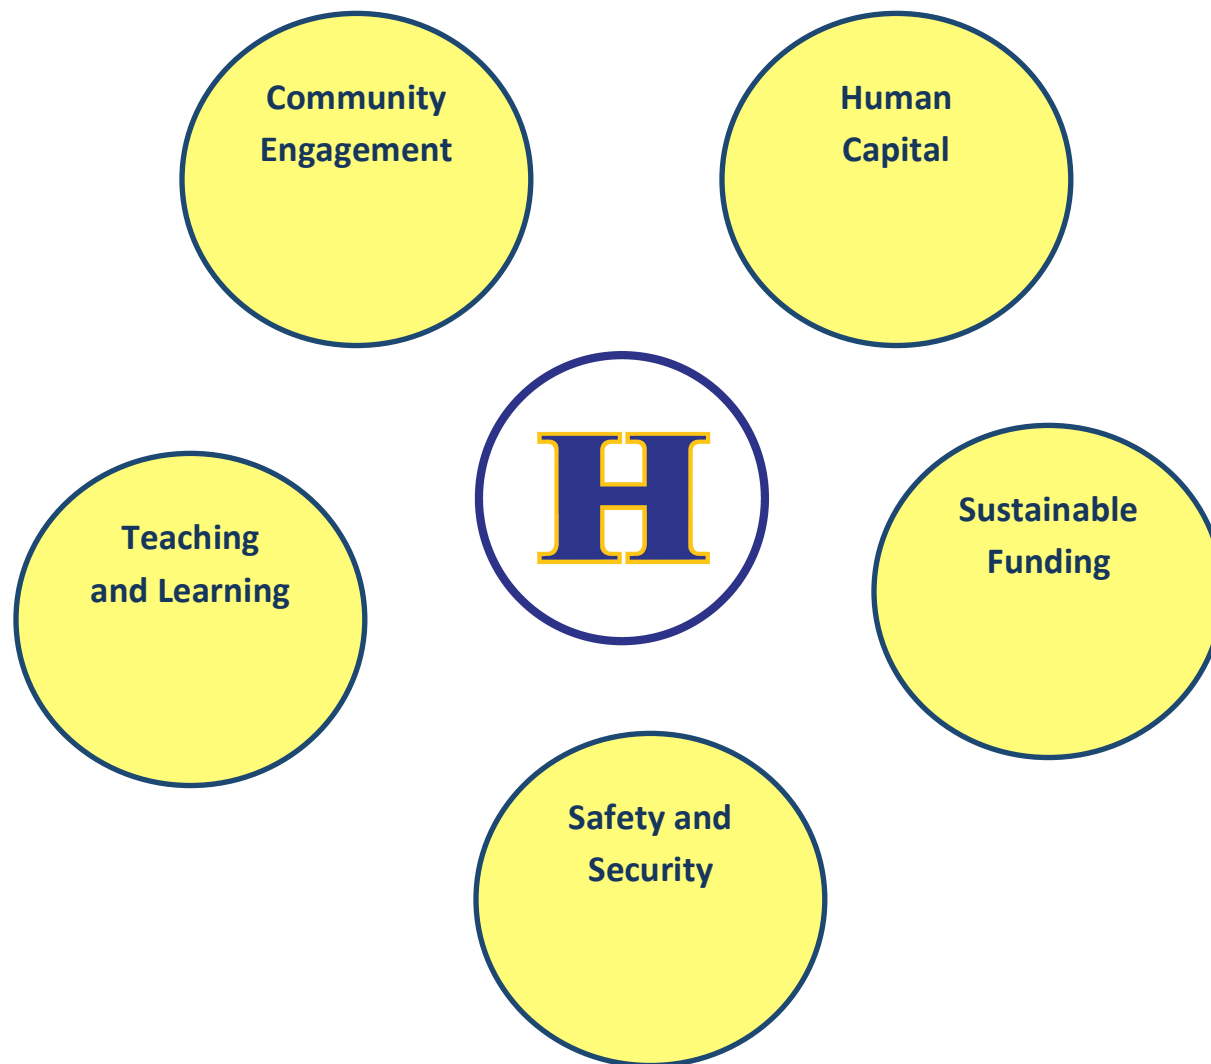 Community
Engagement
Human
Capital
H
Teaching
and Learning
Sustainable
Funding
Safety and
Security